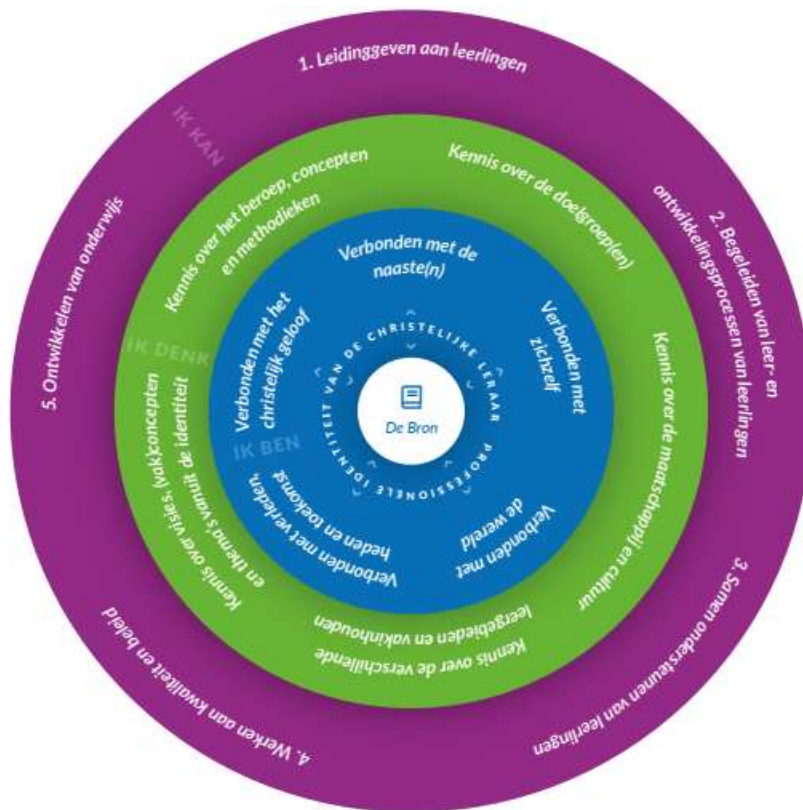 1. Leidinggeven aan leerlingen
2. Begeleiden van leer- en
ontwikkelingsprocessen van leerlingen
3. Samen ondersteunen van leerlingen
4. Werken aan kwaliteit en beleid
5. Ontwikkelen van onderwijs
IK KAN
Kennis over het beroep, concepten
en methodieken
Kennis over de doelgroep(en)
Kennis over de maatschappij en cultuur
Kennis over de verschillende
leergebieden en vakinhouden
Kennis over visies, (vak)concepten
en thema's vanuit de identiteit
IK DENK
Verbonden met de
naaste(n)
Verbonden met
zichzelf
Verbonden met
de wereld
Verbonden met verleden,
heden en toekomst
Verbonden met het
christelijk geloof
IK BEN
PROFESSIONELE IDENTITEIT VAN DE CHRISTELIJKE LERAAR
De Bron